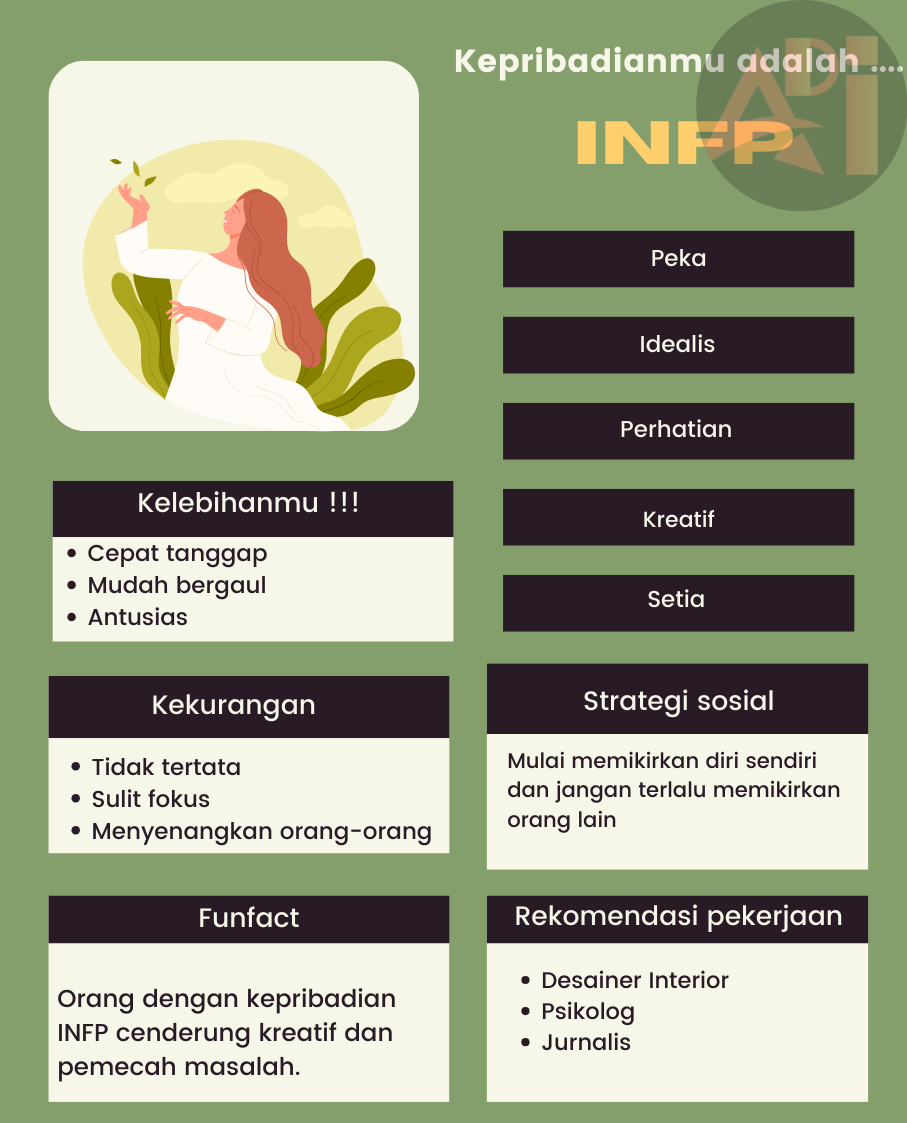 Kepribadianmu adalah ....
INFP
ADI
Peka
Idealis
Perhatian
Kreatif
Setia
Kelebihanmu !!!
Cepat tanggap
Mudah bergaul
Antusias
Kekurangan
Tidak tertata
Sulit fokus
Menyenangkan orang-orang
Strategi sosial
Mulai memikirkan diri sendiri
dan jangan terlalu memikirkan
orang lain
Funfact
Orang dengan kepribadian
INFP cenderung kreatif dan
pemecah masalah.
Rekomendasi pekerjaan
Desainer Interior
Psikolog
Jurnalis